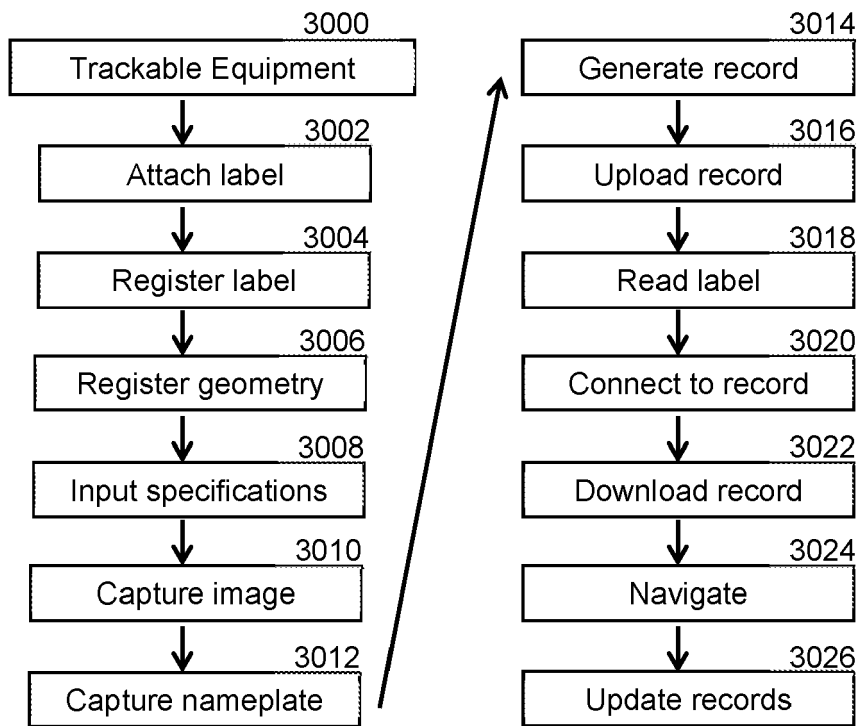 3000
Trackable Equipment
3002
Attach label
3004
Register label
3006
Register geometry
3008
Input specifications
3010
Capture image
3012
Capture nameplate
3014
Generate record
3016
Upload record
3018
Read label
3020
Connect to record
3022
Download record
3024
Navigate
3026
Update records